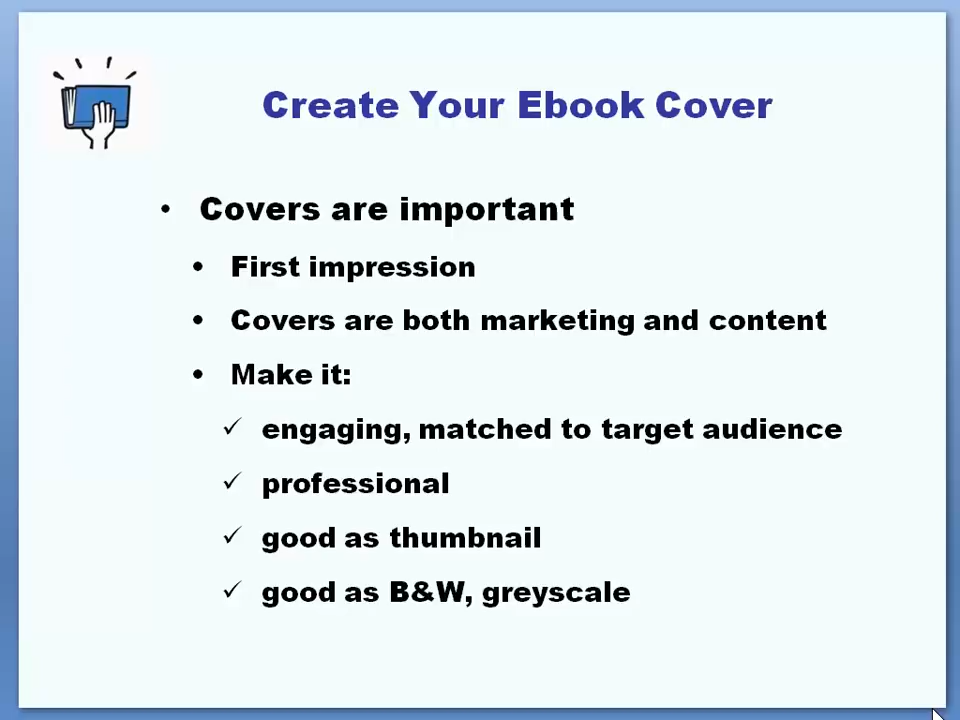 Create Your Ebook Cover
• Covers are important
• First impression
• Covers are both marketing and content
• Make it:
✓ engaging, matched to target audience
✓ professional
✓ good as thumbnail
✓ good as B&W, greyscale